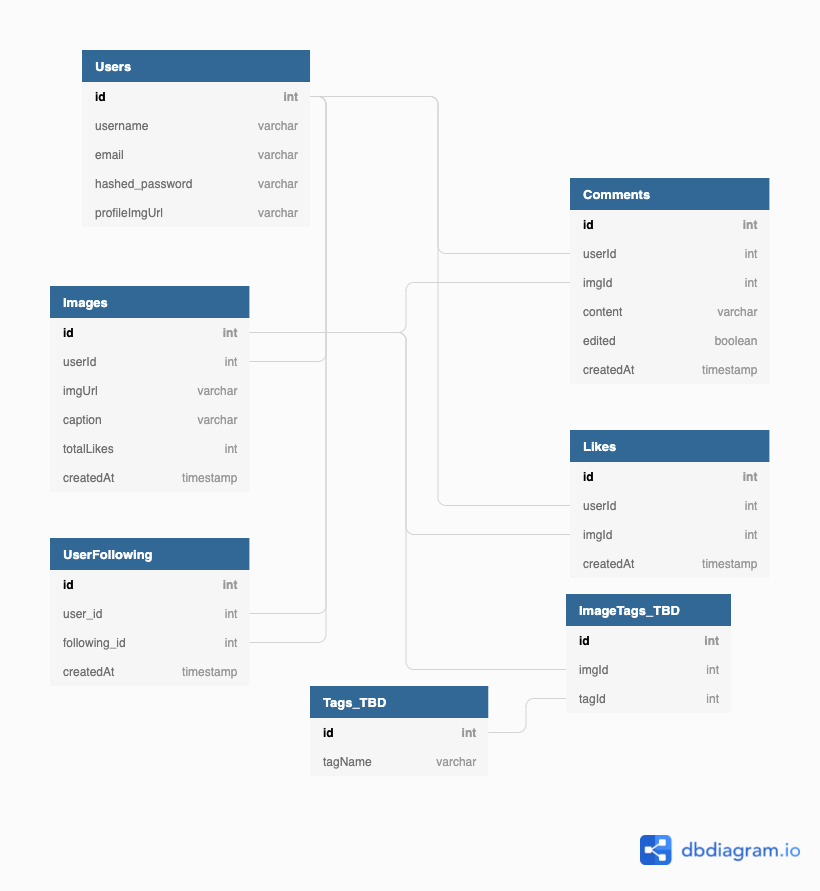 Users
id int
username varchar
email varchar
hashed_password varchar
profileImgUrl varchar
Images
id int
userId int
imgUrl varchar
caption varchar
totalLikes int
createdAt timestamp
UserFollowing
id int
user_id int
following_id int
createdAt timestamp
Comments
id int
userId int
imgId int
content varchar
edited boolean
createdAt timestamp
Likes
id int
userId int
imgId int
createdAt timestamp
ImageTags_TBD
id int
imgId int
tagId int
Tags_TBD
id int
tagName varchar
dbdiagram.io